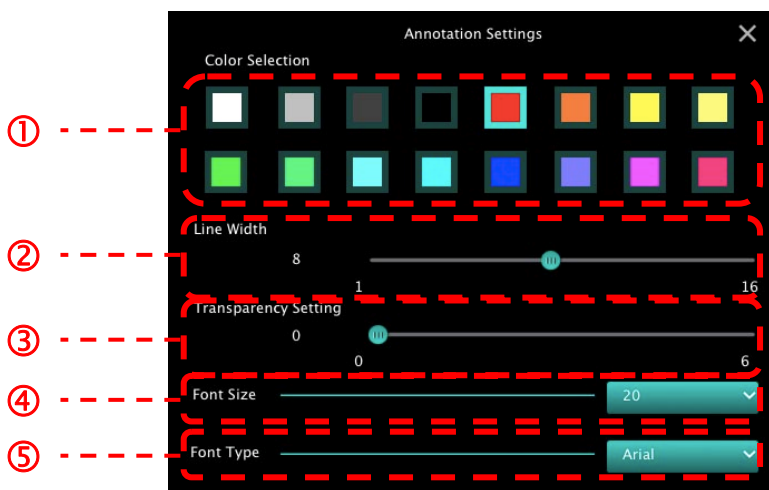 Annotation Settings
Color Selection
①
Line Width
②
8
1 16
Transparency Setting
③
0
0 6
④
Font Size 20
⑤
Font Type Arial